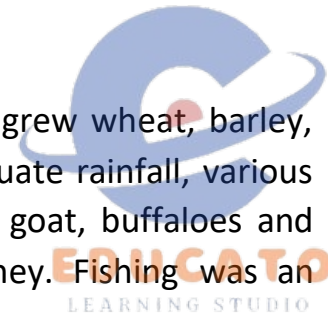 grew wheat, barley,
uate rainfall, various
goat, buffaloes and
ney. Fishing was an
EDUCATO
LEARNING STUDIO